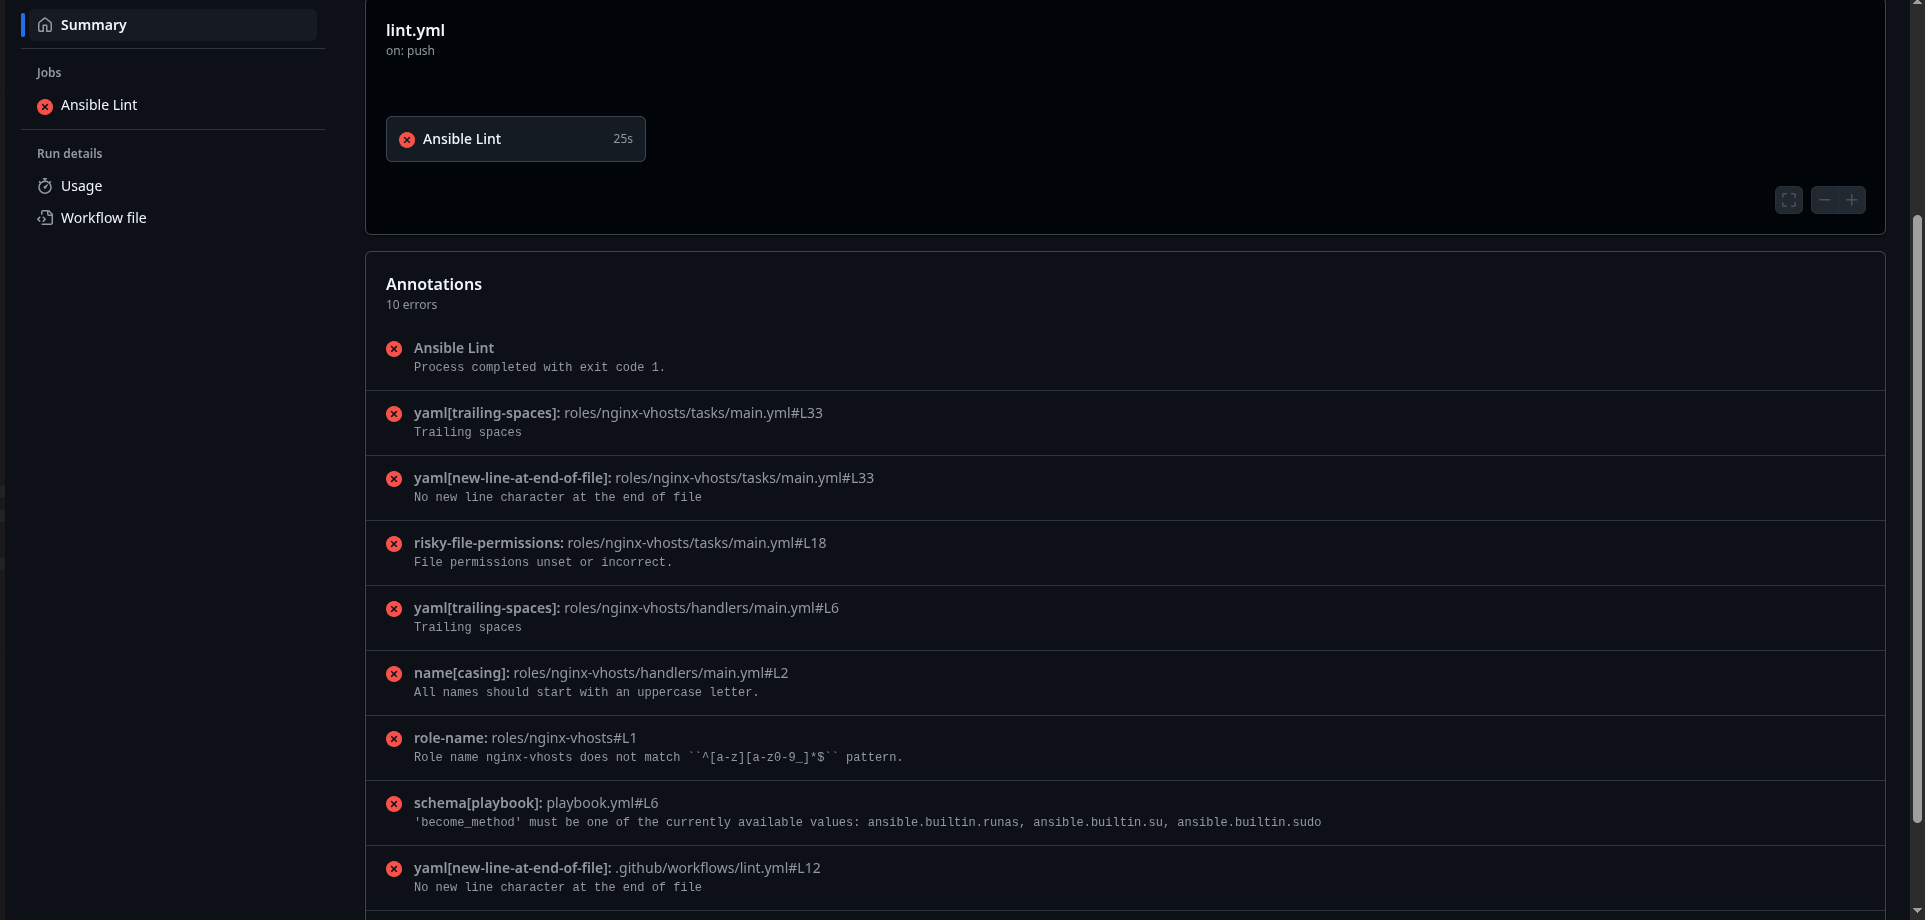 Summary
Jobs
Ansible Lint
Run details
Usage
Workflow file
lint.yml
on: push
Ansible Lint 25s
Annotations
10 errors
Ansible Lint
Process completed with exit code 1.
yaml[trailing-spaces]: roles/nginx-vhosts/tasks/main.yml#L33
Trailing spaces
yaml[new-line-at-end-of-file]: roles/nginx-vhosts/tasks/main.yml#L33
No new line character at the end of file
risky-file-permissions: roles/nginx-vhosts/tasks/main.yml#L18
File permissions unset or incorrect.
yaml[trailing-spaces]: roles/nginx-vhosts/handlers/main.yml#L6
Trailing spaces
name[casing]: roles/nginx-vhosts/handlers/main.yml#L2
All names should start with an uppercase letter.
role-name: roles/nginx-vhosts#L1
Role name nginx-vhosts does not match ``^[a-z][a-z0-9_]*$`` pattern.
schema[playbook]: playbook.yml#L6
'become_method' must be one of the currently available values: ansible.builtin.runas, ansible.builtin.su, ansible.builtin.sudo
yaml[new-line-at-end-of-file]: .github/workflows/lint.yml#L12
No new line character at the end of file